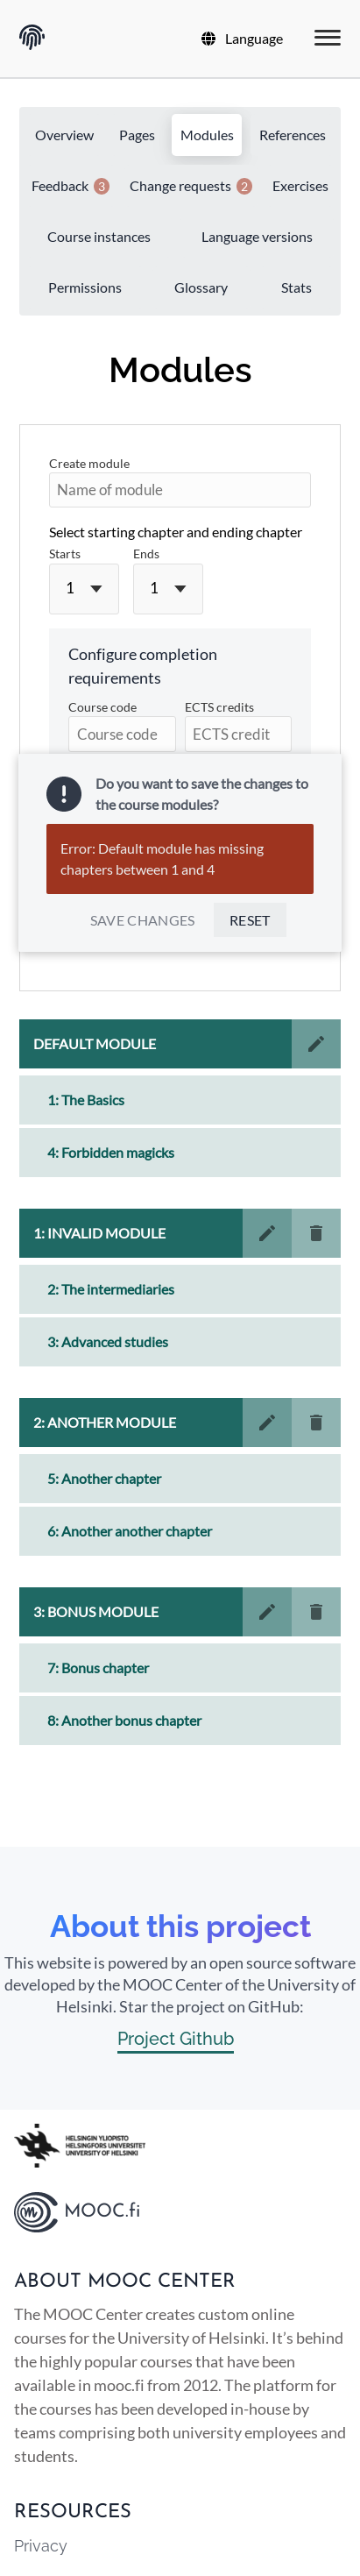 Language
Overview Pages Modules References
Feedback 3 Change requests 2 Exercises
Course instances Language versions
Permissions Glossary Stats
Modules
Create module
Name of module
Select starting chapter and ending chapter
Starts Ends
1 1
Configure completion
requirements
Course code ECTS credits
Course code ECTS credit
Do you want to save the changes to
the course modules?
Error: Default module has missing
chapters between 1 and 4
SAVE CHANGES RESET
DEFAULT MODULE
1: The Basics
4: Forbidden magicks
1: INVALID MODULE
2: The intermediaries
3: Advanced studies
2: ANOTHER MODULE
5: Another chapter
6: Another another chapter
3: BONUS MODULE
7: Bonus chapter
8: Another bonus chapter
About this project
This website is powered by an open source software
developed by the MOOC Center of the University of
Helsinki. Star the project on GitHub:
Project Github
HELSINGIN YLIOPISTO
HELSINGFORS UNIVERSITET
UNIVERSITY OF HELSINKI
MOOC.fi
ABOUT MOOC CENTER
The MOOC Center creates custom online
courses for the University of Helsinki. It’s behind
the highly popular courses that have been
available in mooc.fi from 2012. The platform for
the courses has been developed in-house by
teams comprising both university employees and
students.
RESOURCES
Privacy